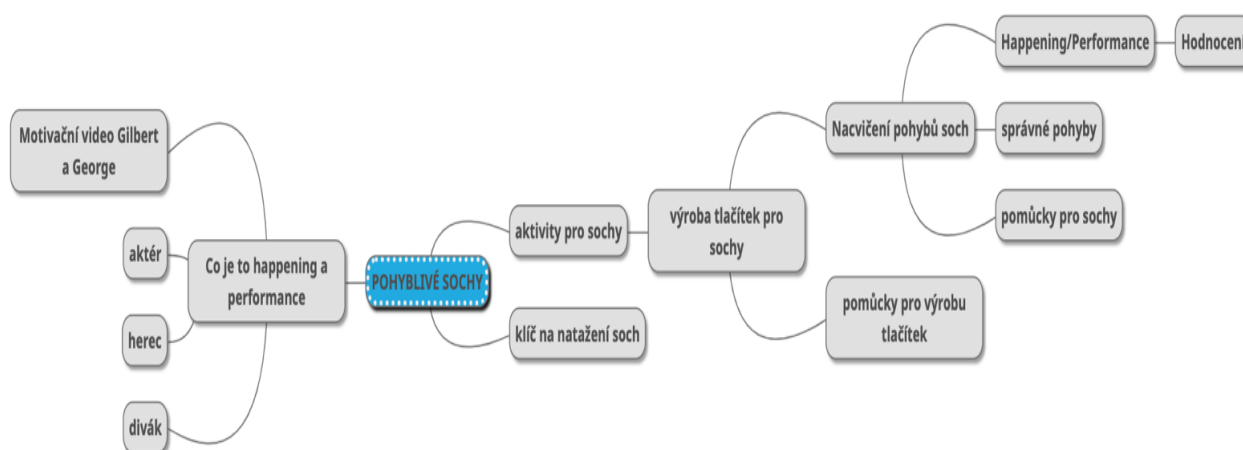 Motivační video Gilbert
a George
aktér
herec
divák
Co je to happening a
performance
POHYBLIVÉ SOCHY
aktivity pro sochy
klíč na natažení soch
výroba tlačítek pro
sochy
Nacvičení pohybů soch
pomůcky pro výrobu
tlačítek
Happening/Performance
Hodnocení
správné pohyby
pomůcky pro sochy